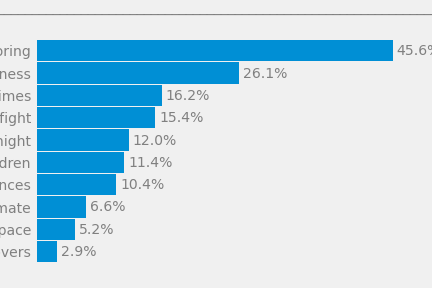 oring 45.6%
ness 26.1%
imes 16.2%
fight 15.4%
night 12.0%
dren 11.4%
nces 10.4%
mate 6.6%
pace 5.2%
vers 2.9%